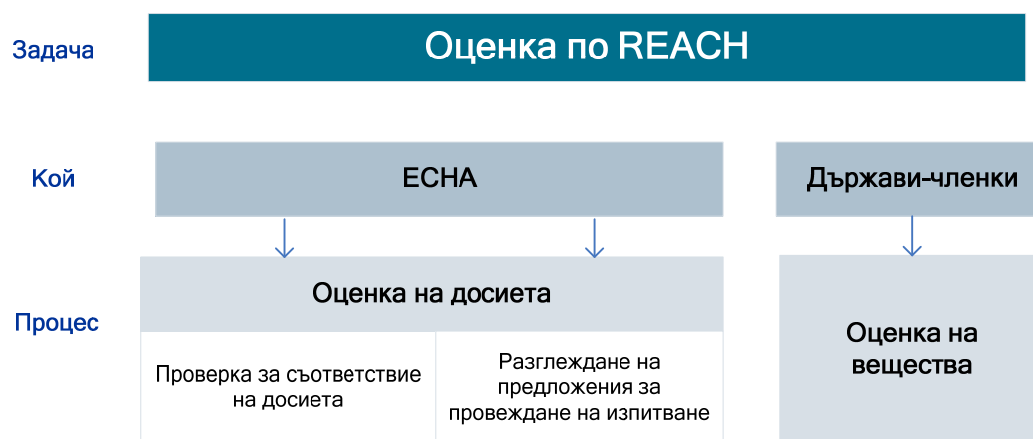 Задача
Оценка по REACH
Кой
ECHA
Държави-членки
Процес
Оценка на досиета
Проверка за съответствие
на досиета
Разглеждане на
предложения за
провеждане на изпитване
Оценка на
вещества